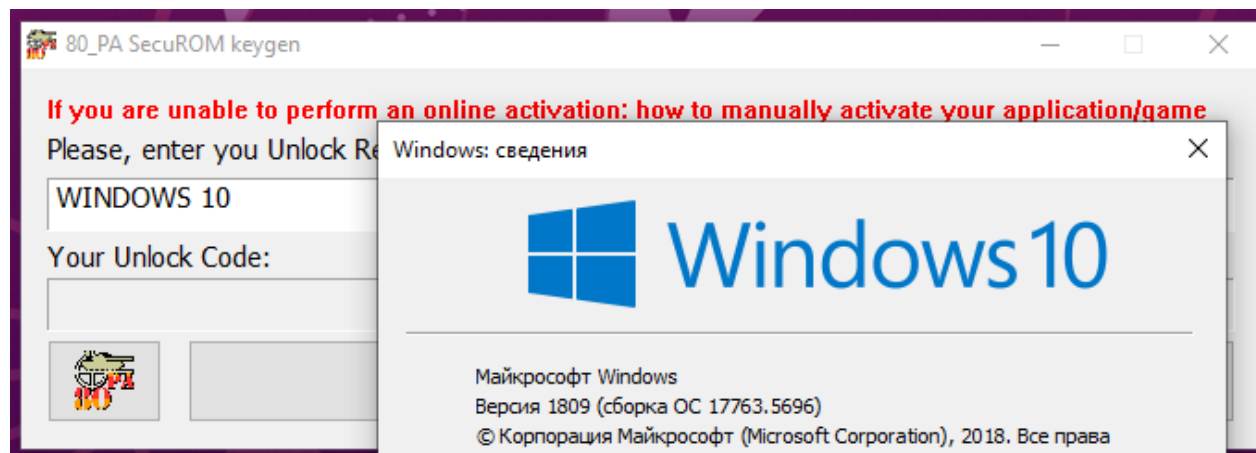 80_PA SecuROM keygen
If you are unable to perform an online activation: how to manually activate your application/game
Please, enter you Unlock Re
Windows: сведения
WINDOWS 10
Windows 10
Your Unlock Code:
Майкрософт Windows
Версия 1809 (сборка ОС 17763.5696)
© Корпорация Майкрософт (Microsoft Corporation), 2018. Все права
80 PA